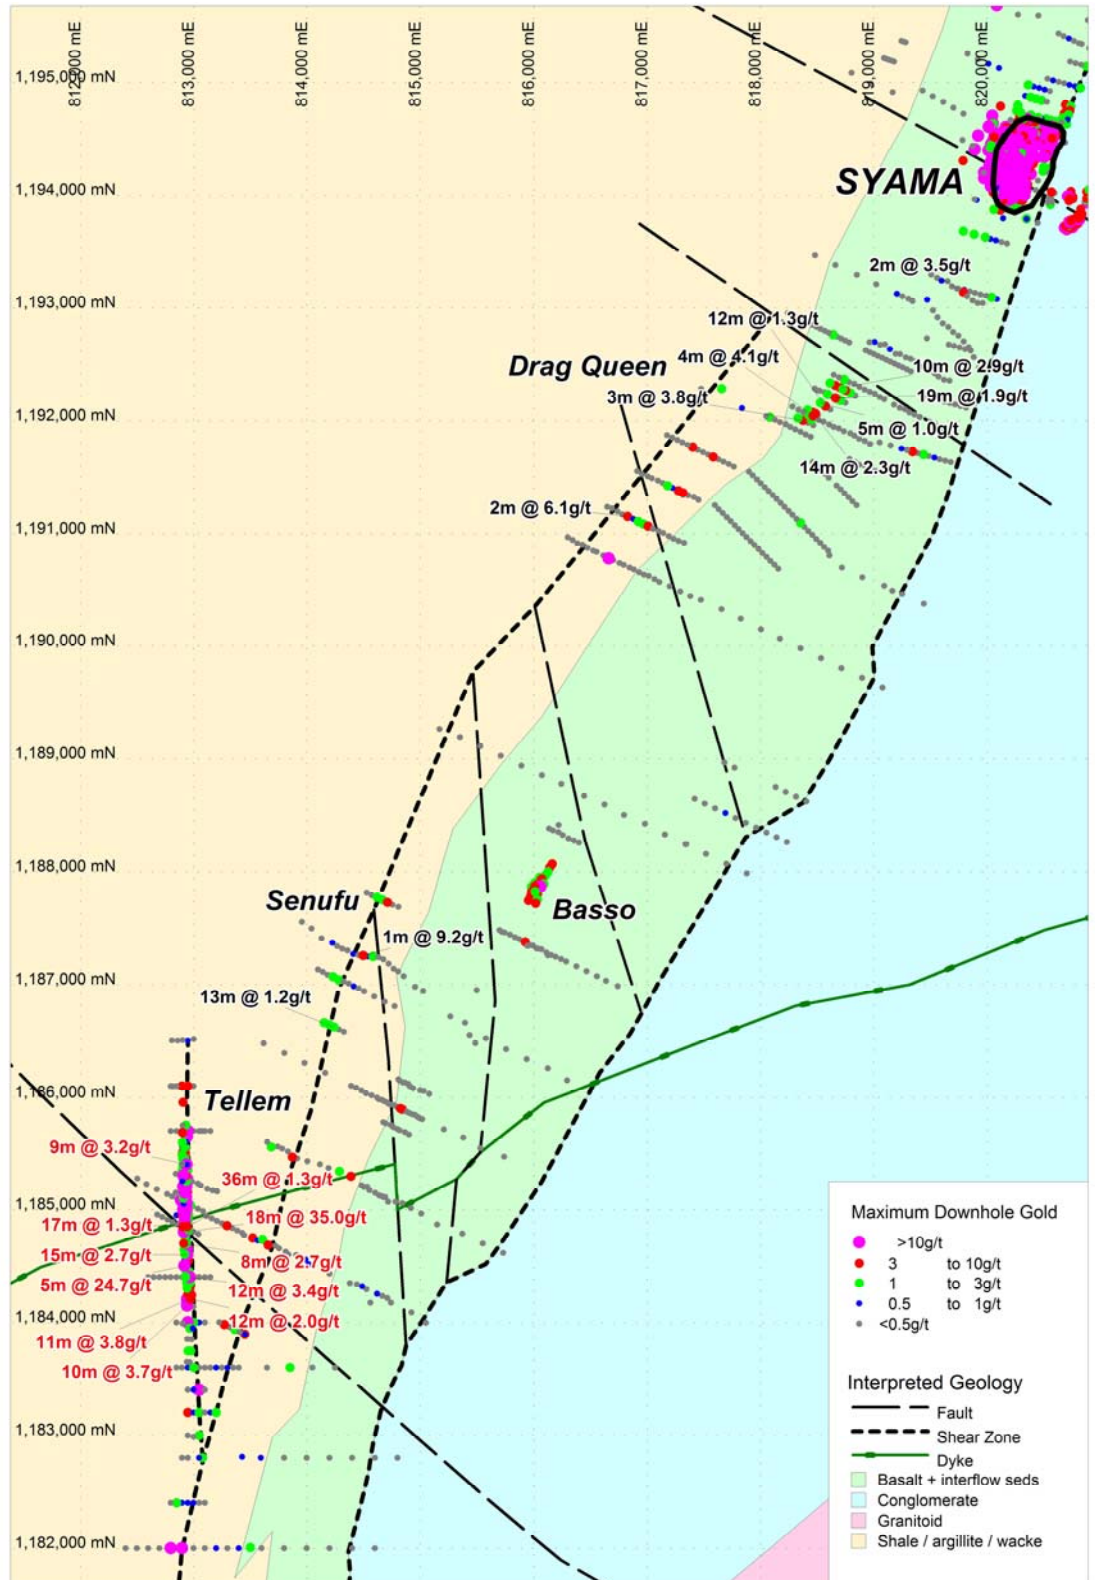 812,000 mE
813,000 mE
814,000 mE
815,000 mE
816,000 mE
817,000 mE
818,000 mE
819,000 mE
820,000 mE
1,195,000 mN
1,194,000 mN
SYAMA
2m @ 3.5g/t
1,193,000 mN
12m @ 1.3g/t
4m @ 4.1g/t
Drag Queen
10m @ 2.9g/t
3m @ 3.8g/t
19m @ 1.9g/t
1,192,000 mN
5m @ 1.0g/t
14m @ 2.3g/t
2m @ 6.1g/t
1,191,000 mN
1,190,000 mN
1,189,000 mN
1,188,000 mN
Senufu
Basso
1m @ 9.2g/t
1,187,000 mN
13m @ 1.2g/t
1,186,000 mN
Tellem
9m @ 3.2g/t
36m @ 1.3g/t
1,185,000 mN
17m @ 1.3g/t
18m @ 35.0g/t
15m @ 2.7g/t
8m @ 2.7g/t
5m @ 24.7g/t
12m @ 3.4g/t
1,184,000 mN
12m @ 2.0g/t
11m @ 3.8g/t
10m @ 3.7g/t
1,183,000 mN
1,182,000 mN
Maximum Downhole Gold
>10g/t
3 to 10g/t
1 to 3g/t
0.5 to 1g/t
<0.5g/t
Interpreted Geology
Fault
Shear Zone
Dyke
Basalt + interflow seds
Conglomerate
Granitoid
Shale / argillite / wacke